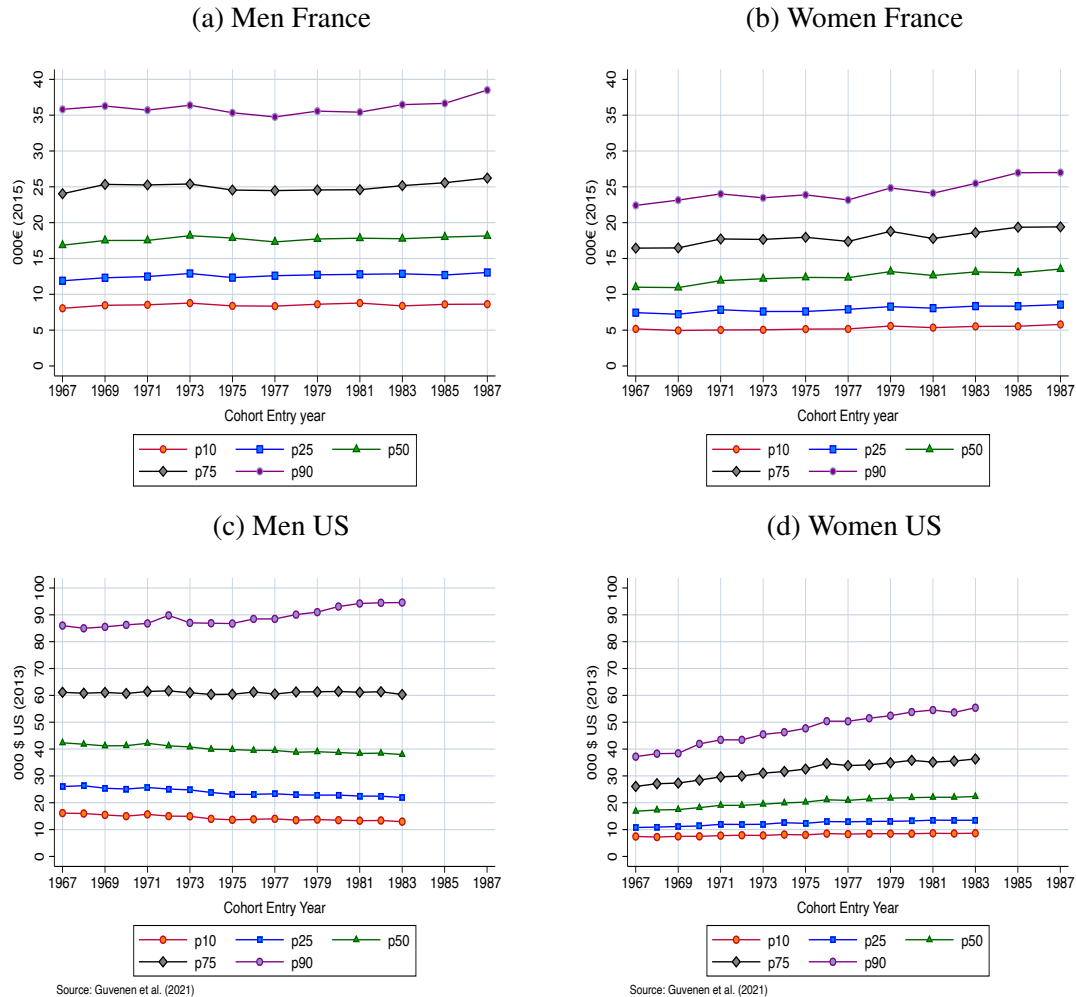 (a) Men France
000€ (2015)
40
35
30
25
20
15
10
5
0
1967 1969 1971 1973 1975 1977 1979 1981 1983 1985 1987
Cohort Entry year
p10 p25 p50
p75 p90
(b) Women France
000€ (2015)
40
35
30
25
20
15
10
5
0
1967 1969 1971 1973 1975 1977 1979 1981 1983 1985 1987
Cohort Entry year
p10 p25 p50
p75 p90
(c) Men US
000 $ US (2013)
100
90
80
70
60
50
40
30
20
10
0
1967 1969 1971 1973 1975 1977 1979 1981 1983 1985 1987
Cohort Entry Year
p10 p25 p50
p75 p90
Source: Guvenen et al. (2021)
(d) Women US
000 $ US (2013)
100
90
80
70
60
50
40
30
20
10
0
1967 1969 1971 1973 1975 1977 1979 1981 1983 1985 1987
Cohort Entry Year
p10 p25 p50
p75 p90
Source: Guvenen et al. (2021)